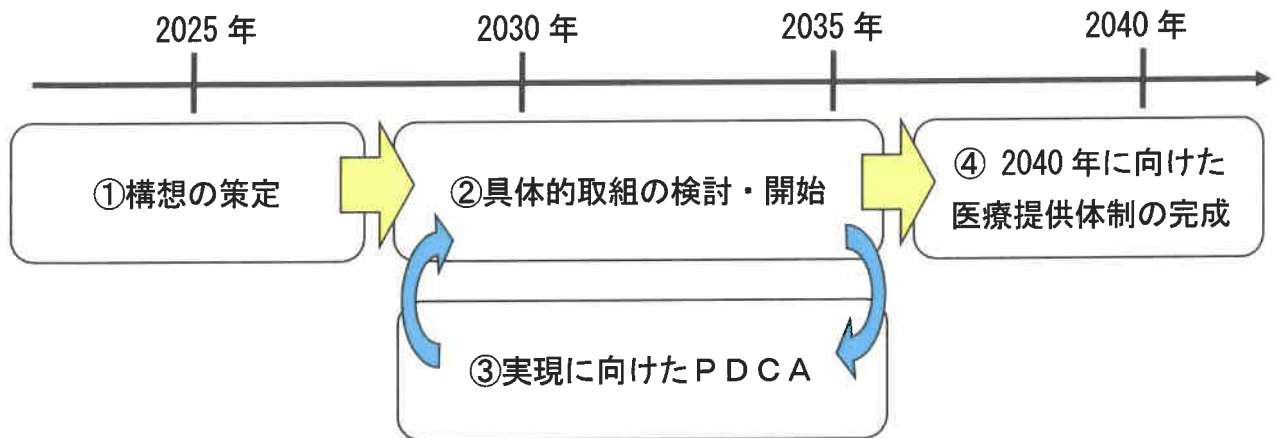 2025 年
2030 年
2035 年
2040 年
①構想の策定
②具体的取組の検討・開始
④ 2040 年に向けた
医療提供体制の完成
③実現に向けたＰＤＣＡ